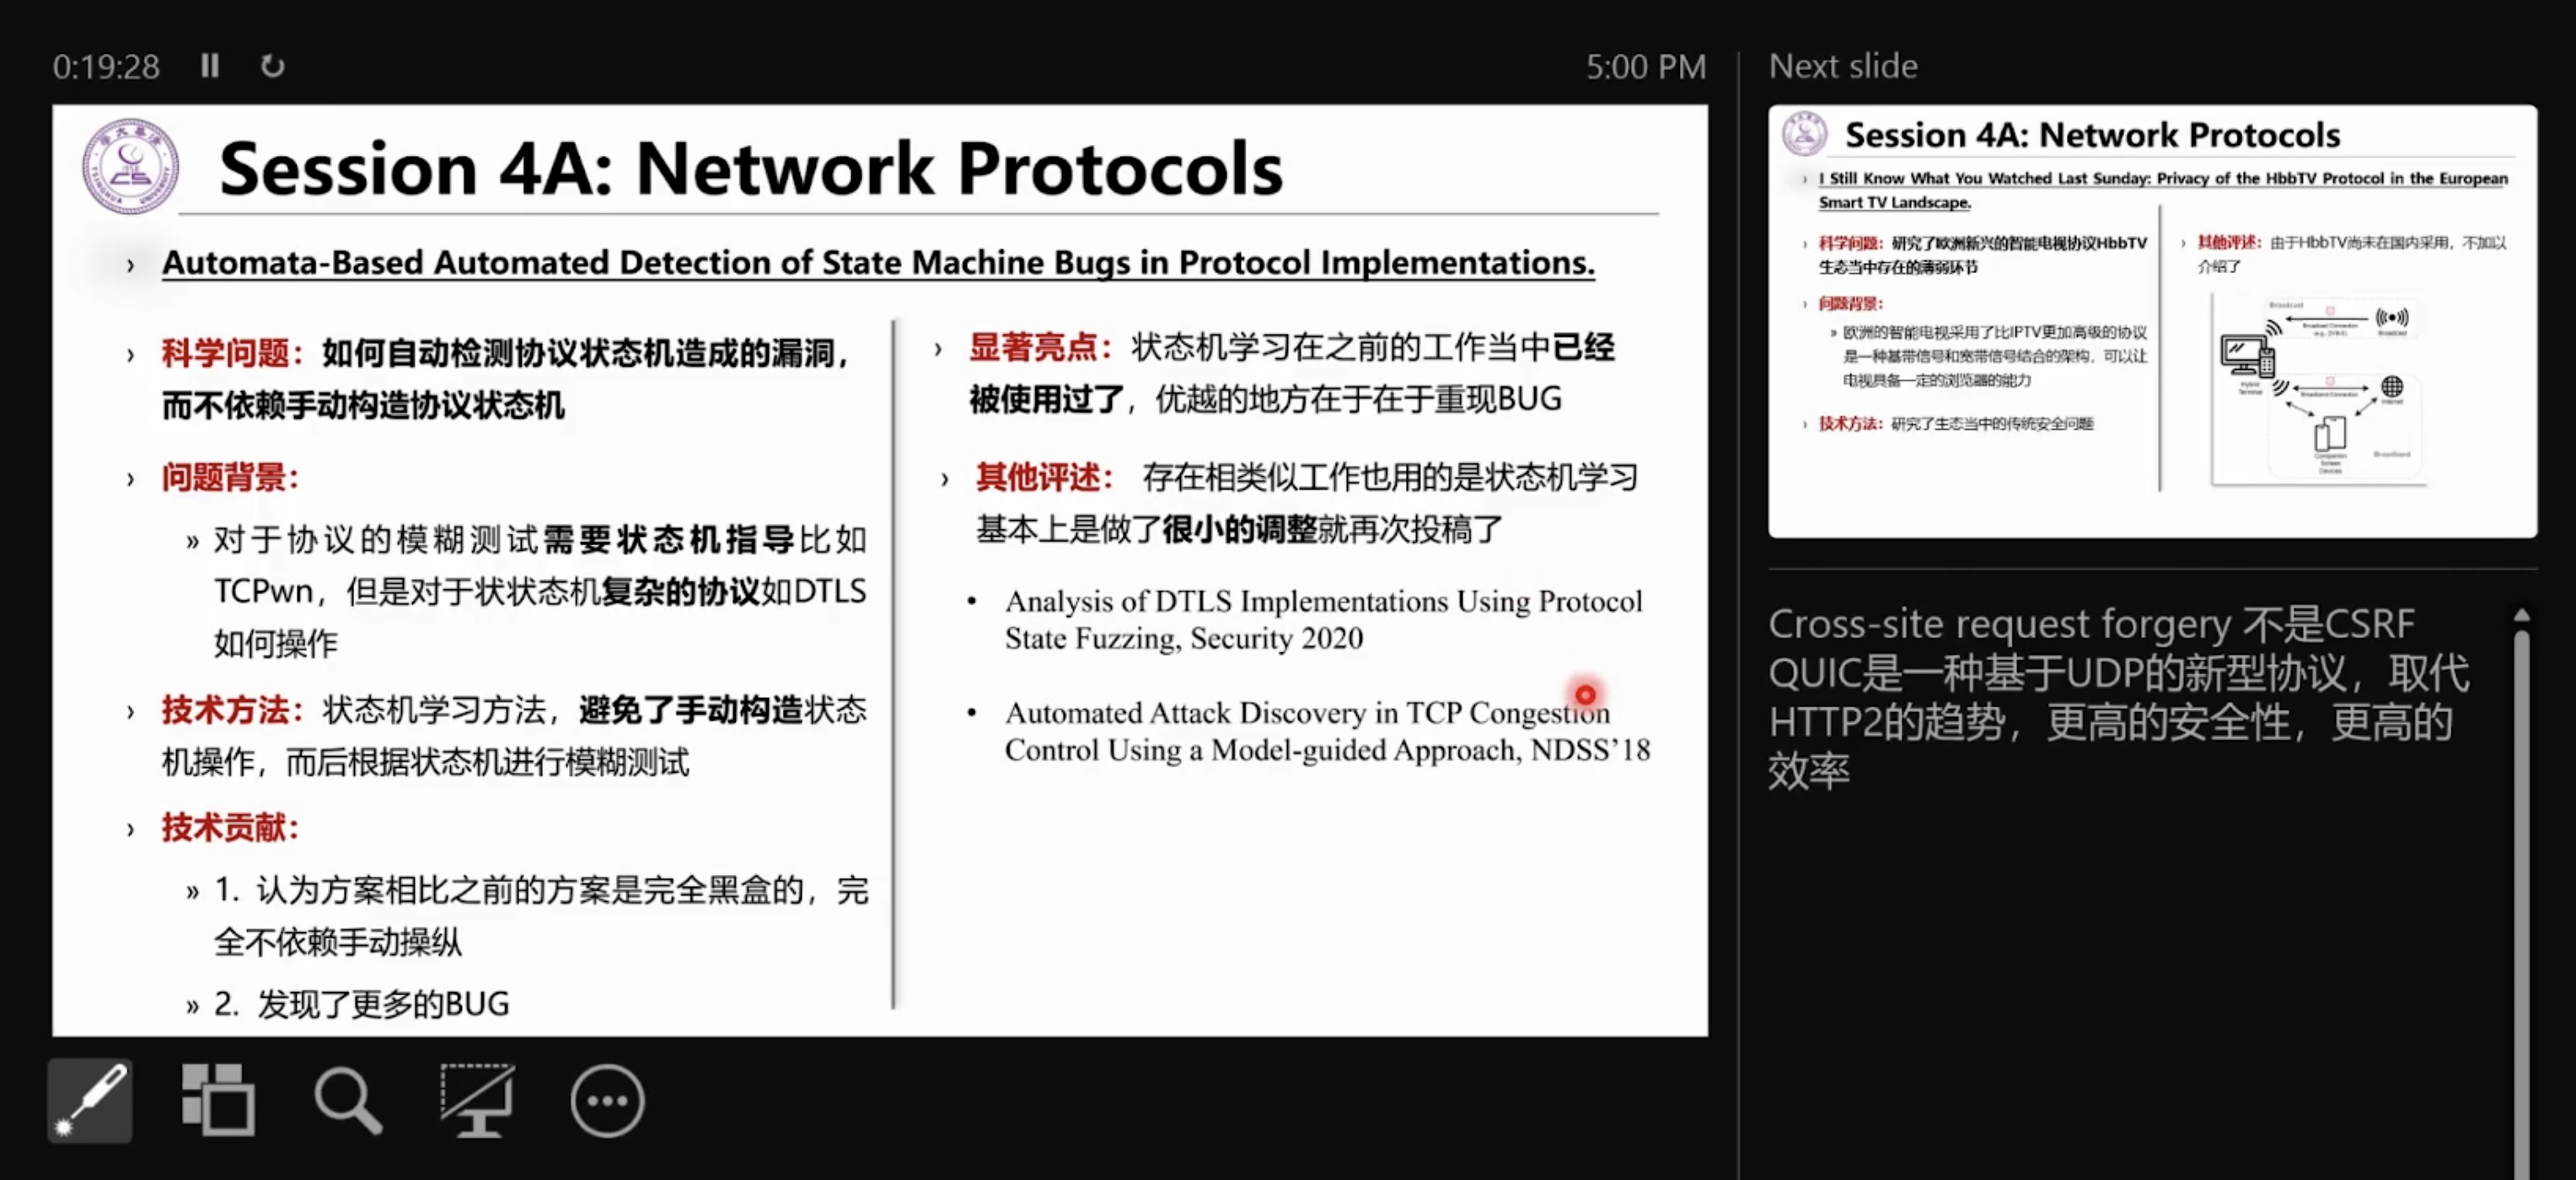 0:19:28
5:00 PM
Next slide
Session 4A: Network Protocols
› Automata-Based Automated Detection of State Machine Bugs in Protocol Implementations.
› 科学问题：如何自动检测协议状态机造成的漏洞，
而不依赖手动构造协议状态机
› 问题背景：
» 对于协议的模糊测试需要状态机指导比如
TCPwn，但是对于状状态机复杂的协议如DTLS
如何操作
› 技术方法：状态机学习方法，避免了手动构造状态
机操作，而后根据状态机进行模糊测试
› 技术贡献：
» 1. 认为方案相比之前的方案是完全黑盒的，完
全不依赖手动操纵
» 2. 发现了更多的BUG
› 显著亮点：状态机学习在之前的工作当中已经
被使用过了，优越的地方在于在于重现BUG
› 其他评述： 存在相类似工作也用的是状态机学习
基本上是做了很小的调整就再次投稿了
• Analysis of DTLS Implementations Using Protocol
State Fuzzing, Security 2020
• Automated Attack Discovery in TCP Congestion
Control Using a Model-guided Approach, NDSS’18
Session 4A: Network Protocols
› I Still Know What You Watched Last Sunday: Privacy of the HbbTV Protocol in the European
Smart TV Landscape.
› 科学问题：研究了欧洲新兴的智能电视协议HbbTV
生态当中存在的薄弱环节
› 问题背景：
» 欧洲的智能电视采用了比IPTV更加高级的协议
是一种基带信号和宽带信号结合的架构，可以让
电视具备一定的浏览器的能力
› 技术方法：研究了生态当中的传统安全问题
› 其他评述：由于HbbTV尚未在国内采用，不加以
介绍了
Broadcast
Broadcast
Internet
Companion
Screen
Devices
Broadband
Cross-site request forgery 不是CSRF
QUIC是一种基于UDP的新型协议，取代
HTTP2的趋势，更高的安全性，更高的
效率